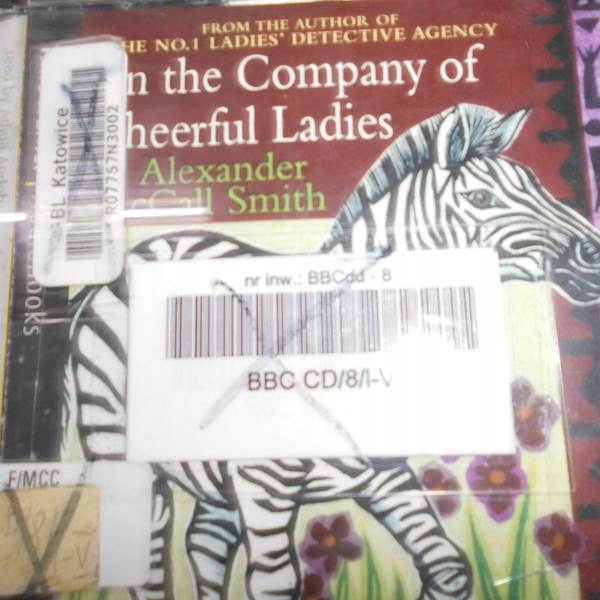 FROM THE AUTHOR OF
HE NO.1 LADIES' DETECTIVE AGENCY
n the Company of
heerful Ladies
Alexander
cCall Smith
BL Katowice
R07757N3002
nr inw.: BBCdd - 8
BBC CD/8/I-V
F/MCC